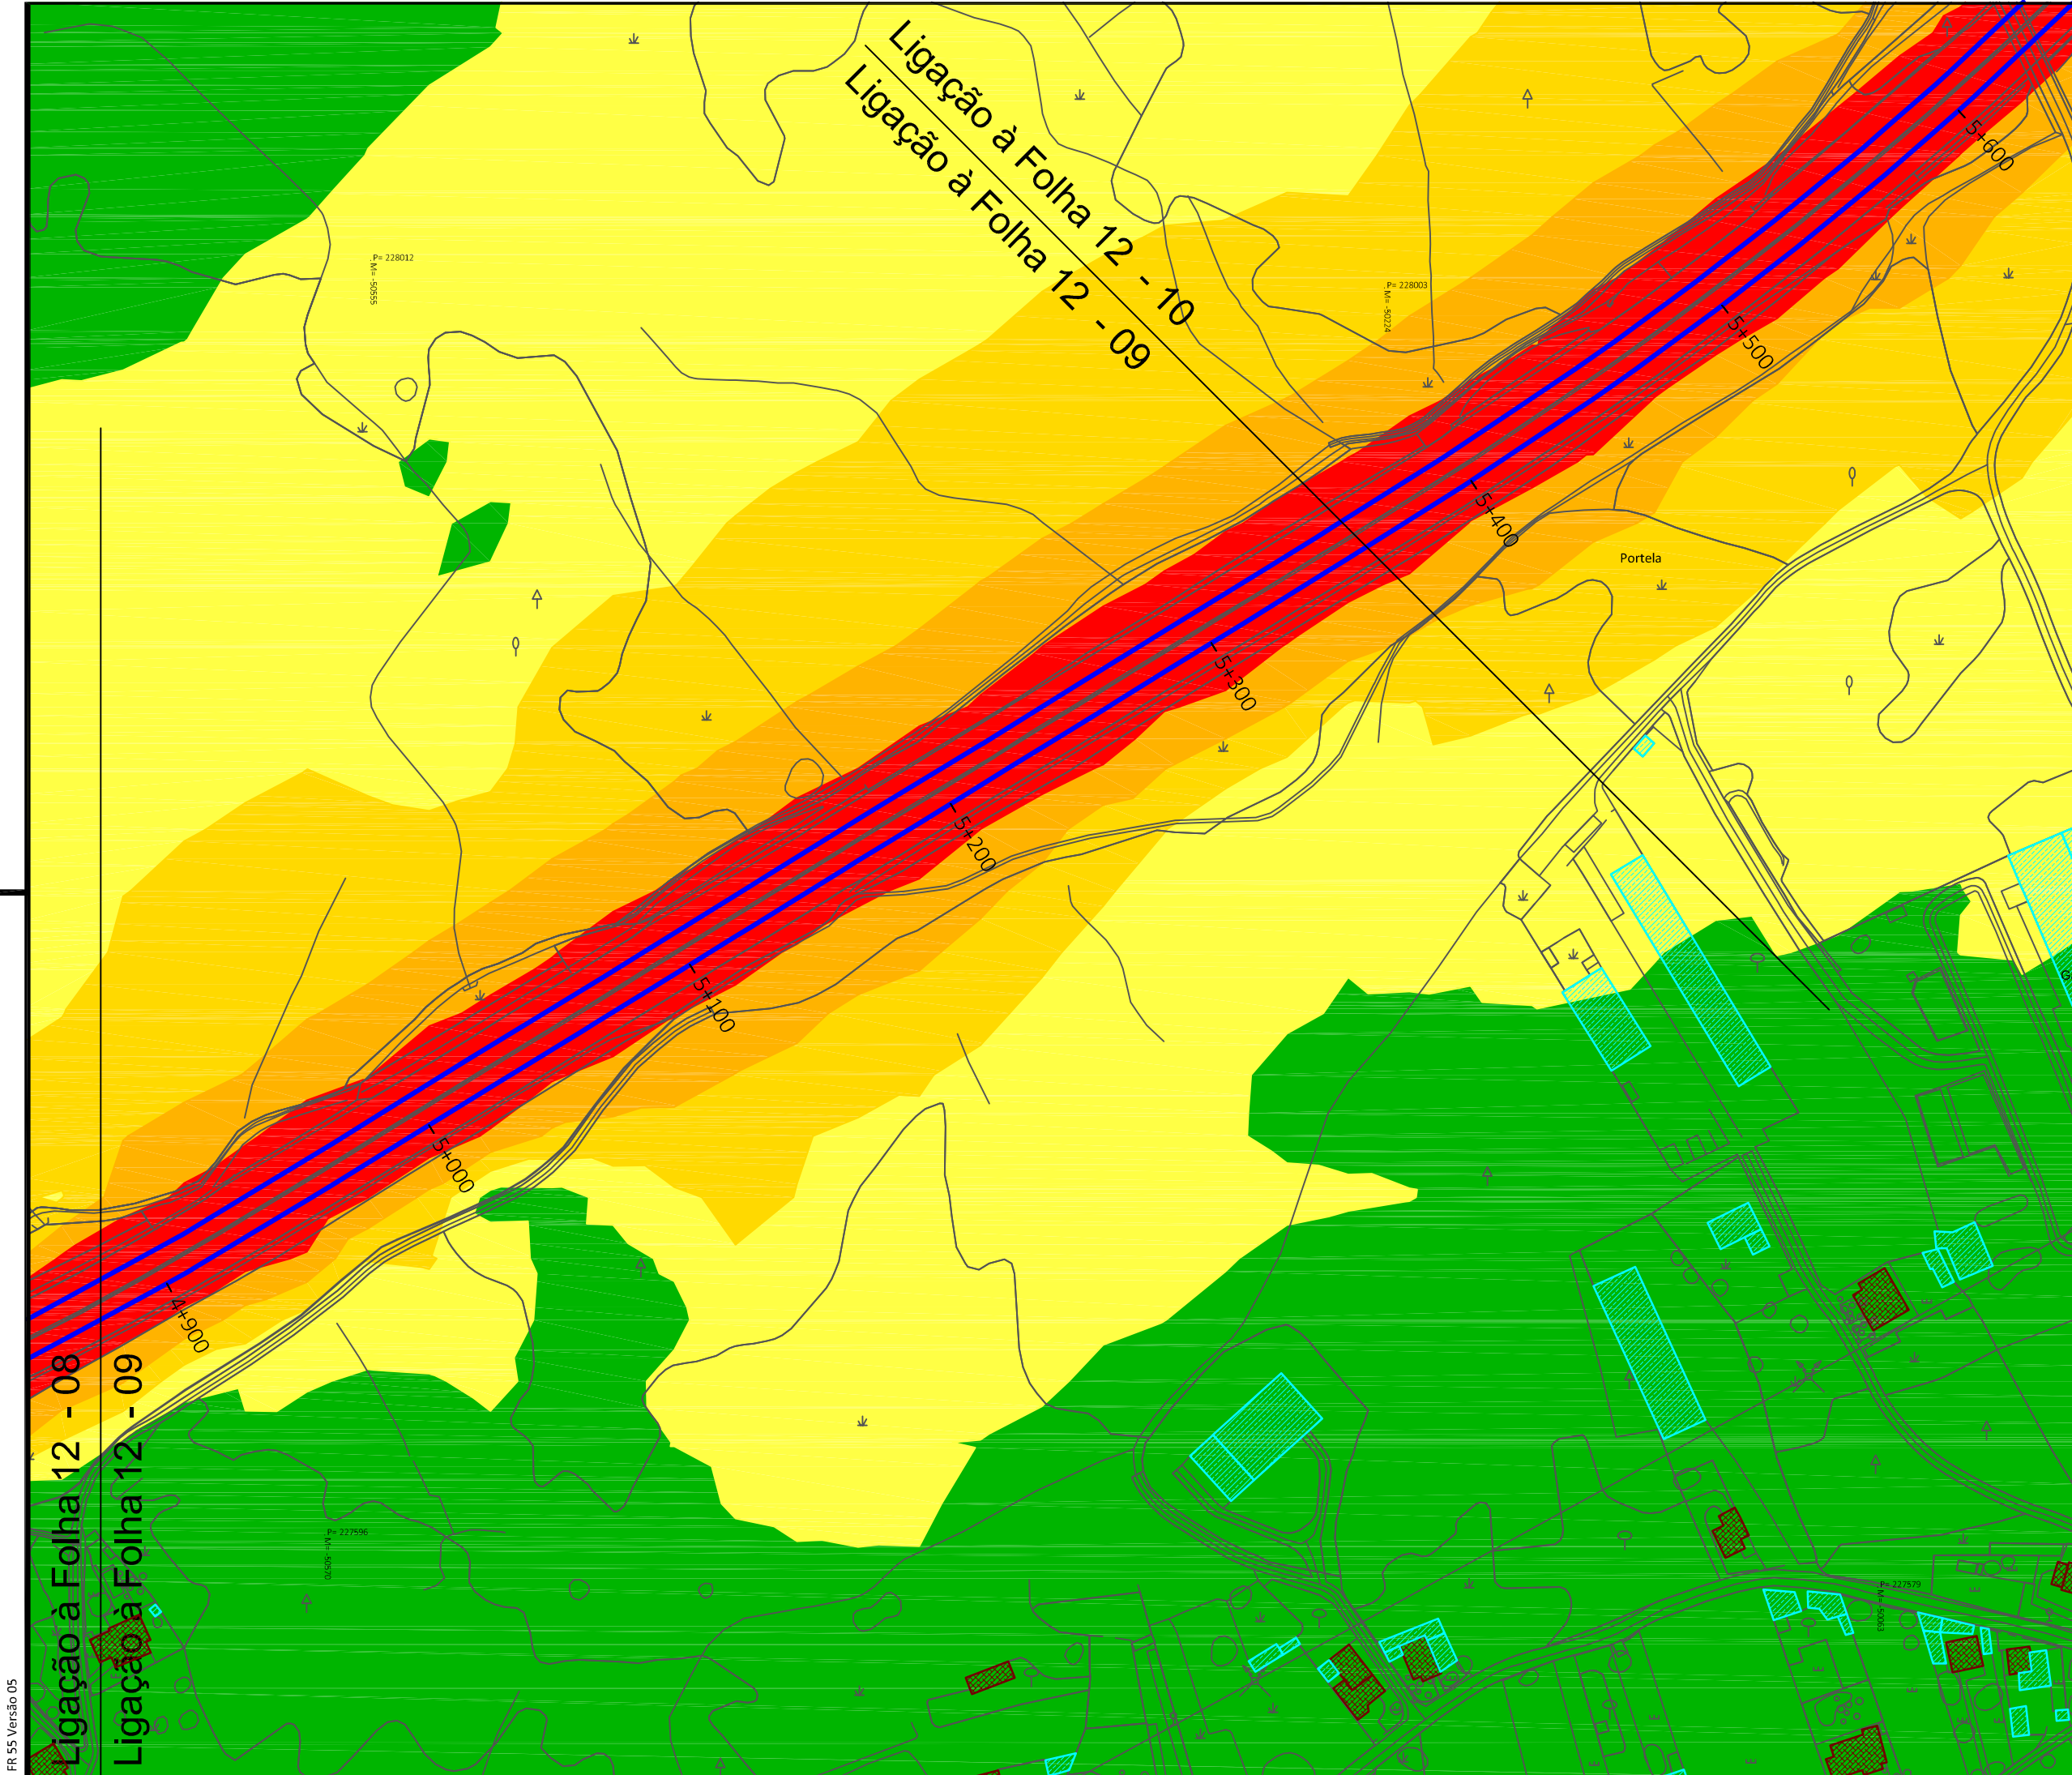 Ligação à Folha 12 - 10
Ligação à Folha 12 - 09
5+600
P= 228012
M= -50555
P= 228003
M= -50224
5+500
5+400
Portela
5+300
5+200
5+100
5+000
4+900
Ligação à Folha 12 - 08
Ligação à Folha 12 - 09
P= 227596
M= -50570
P= 227579
M= -50063
FR 55 Versão 05